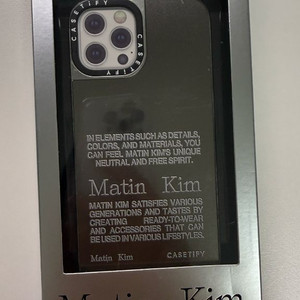 CASETIFY
CASETIFY
IN ELEMENTS SUCH AS DETAILS,
COLORS, AND MATERIALS, YOU
CAN FEEL MATIN KIM'S UNIQUE
NEUTRAL AND FREE SPIRIT.
Matin Kim
MATIN KIM SATISFIES VARIOUS
GENERATIONS AND TASTES BY
CREATING READY-TO-WEAR
AND ACCESSORIES THAT CAN
BE USED IN VARIOUS LIFESTYLES.
Matin Kim CASETIFY
Matin Kim